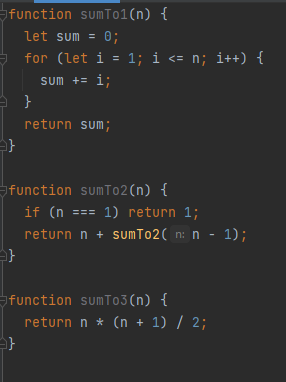 function sumTo1(n) {
let sum = 0;
for (let i = 1; i <= n; i++) {
sum += i;
}
return sum;
}
function sumTo2(n) {
if (n === 1) return 1;
return n + sumTo2( n: n - 1);
}
function sumTo3(n) {
return n * (n + 1) / 2;
}